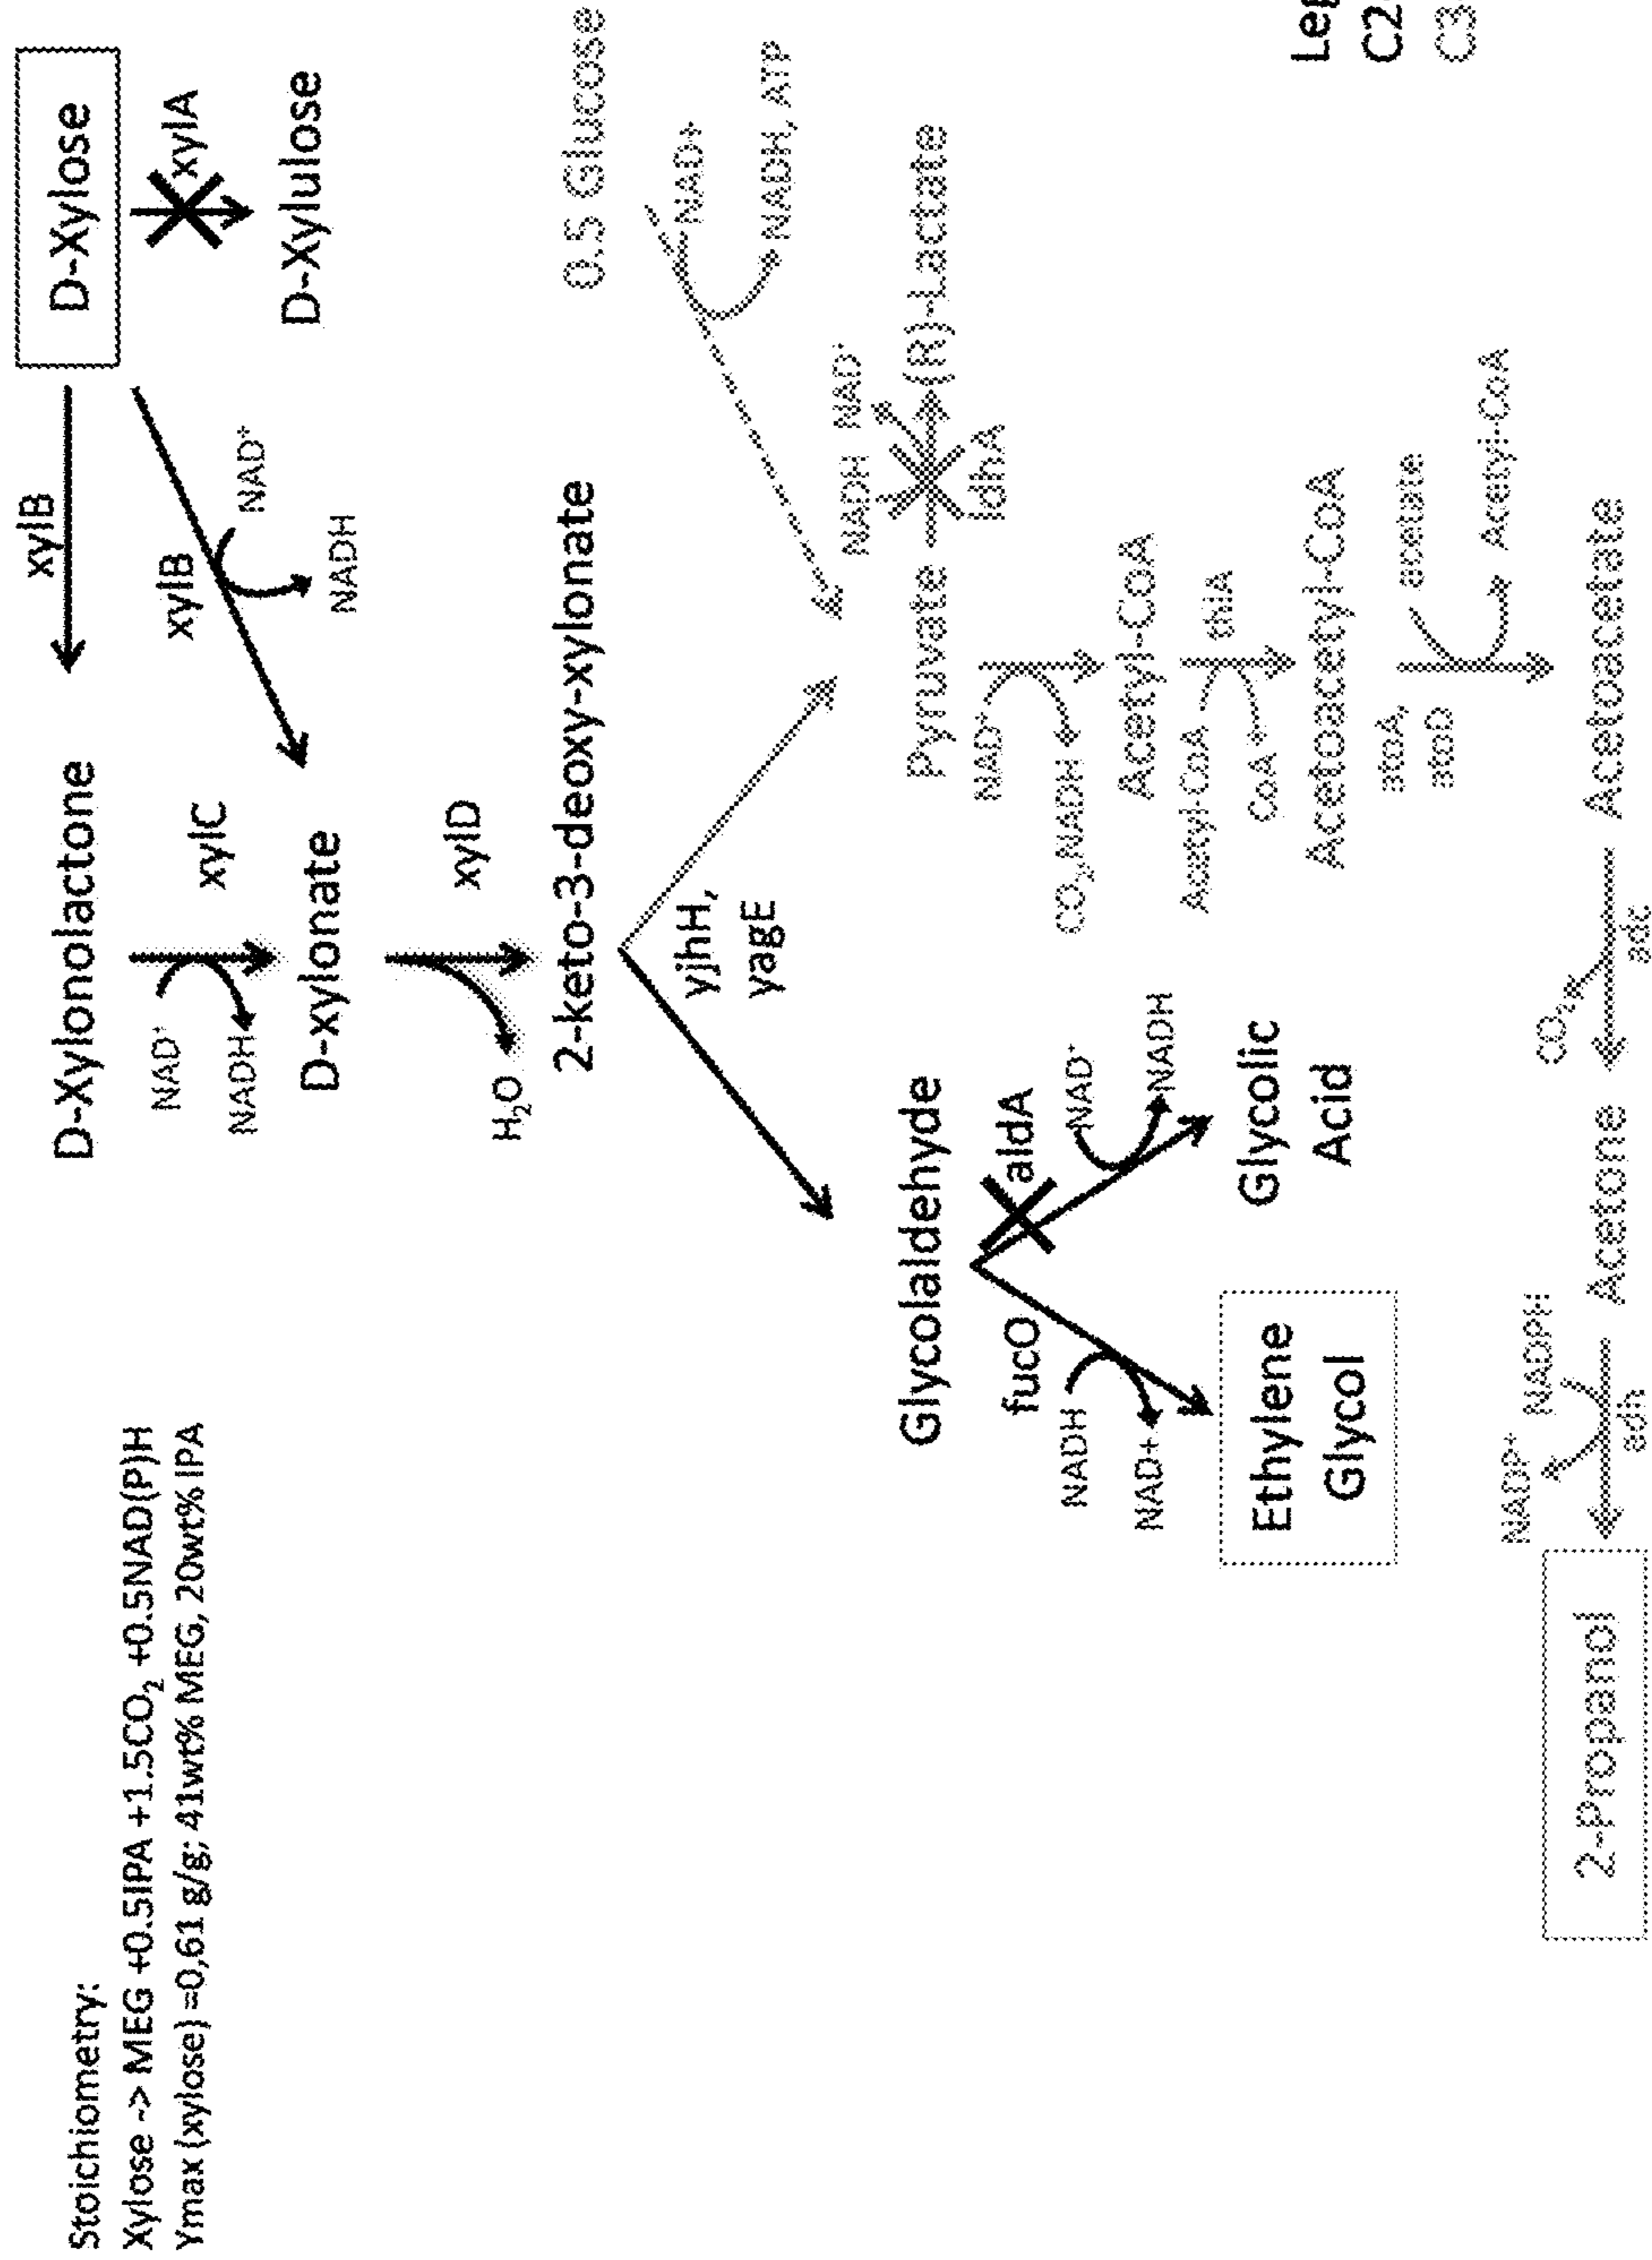 Stoichiometry:
Xylose -> MEG +0.5IPA +1.5CO₂ +0.5NAD(P)H
Ymax (xylose) =0,61 g/g; 41wt% MEG, 20wt% IPA
D-Xylonolactone
xylB
D-Xylose
NAD⁺
NADH
xylC
xylB
NAD⁺
NADH
xylA
D-xylonate
D-Xylulose
H₂O
xylD
2-keto-3-deoxy-xylonate
0.5 Glucose
yjhH,
yagE
NAD+
NADH, ATP
Glycolaldehyde
Pyruvate
NADH NAD⁺
(R)-Lactate
ldhA
fucO
aldA
NADH
NAD+
NAD⁺
NADH
NAD⁺
CO₂,NADH
Acetyl-CoA
Ethylene
Glycol
Glycolic
Acid
Acetyl-CoA
CoA
thlA
Acetoacetyl-CoA
atoA,
atoD
acetate
Acetyl-CoA
2-Propanol
NADP⁺
NADPH
adh
Acetone
CO₂
adc
Acetoacetate
C2
C3